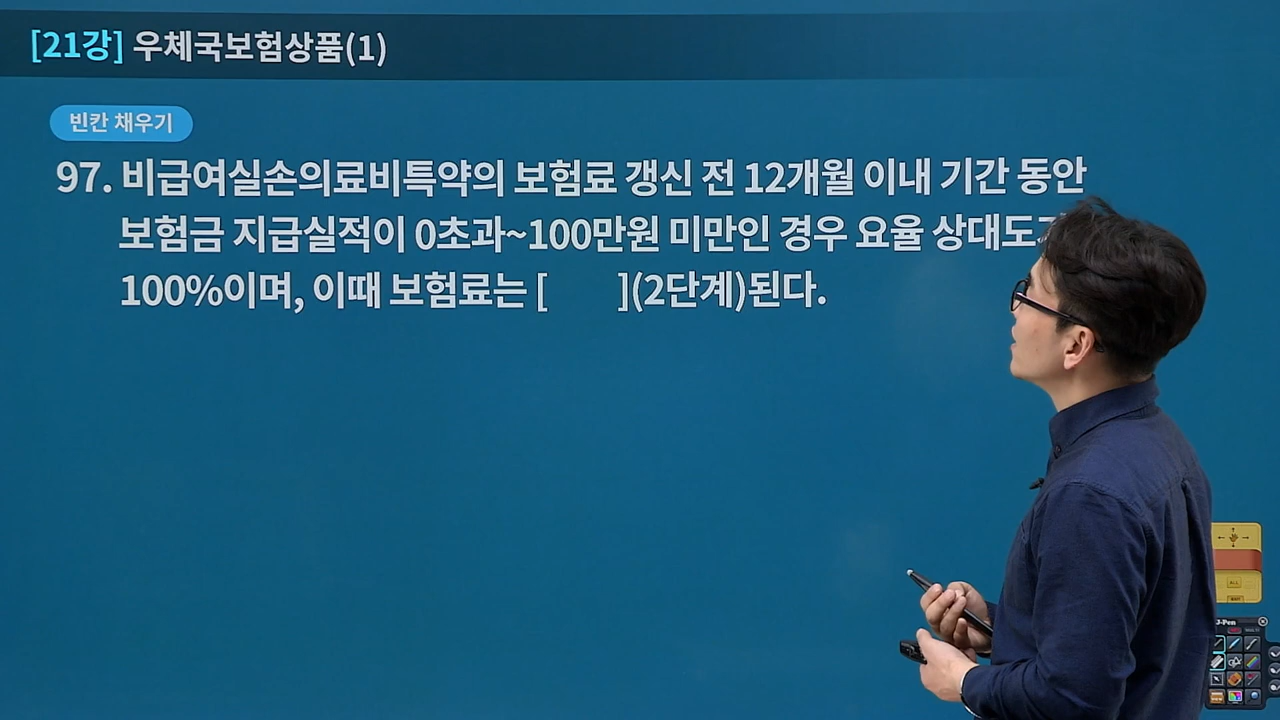 [21강] 우체국보험상품(1)
빈칸 채우기
97. 비급여실손의료비특약의 보험료 갱신 전 12개월 이내 기간 동안
보험금 지급실적이 0초과~100만원 미만인 경우 요율 상대도
100%이며, 이때 보험료는 [ ](2단계)된다.
J-Pen
ALL